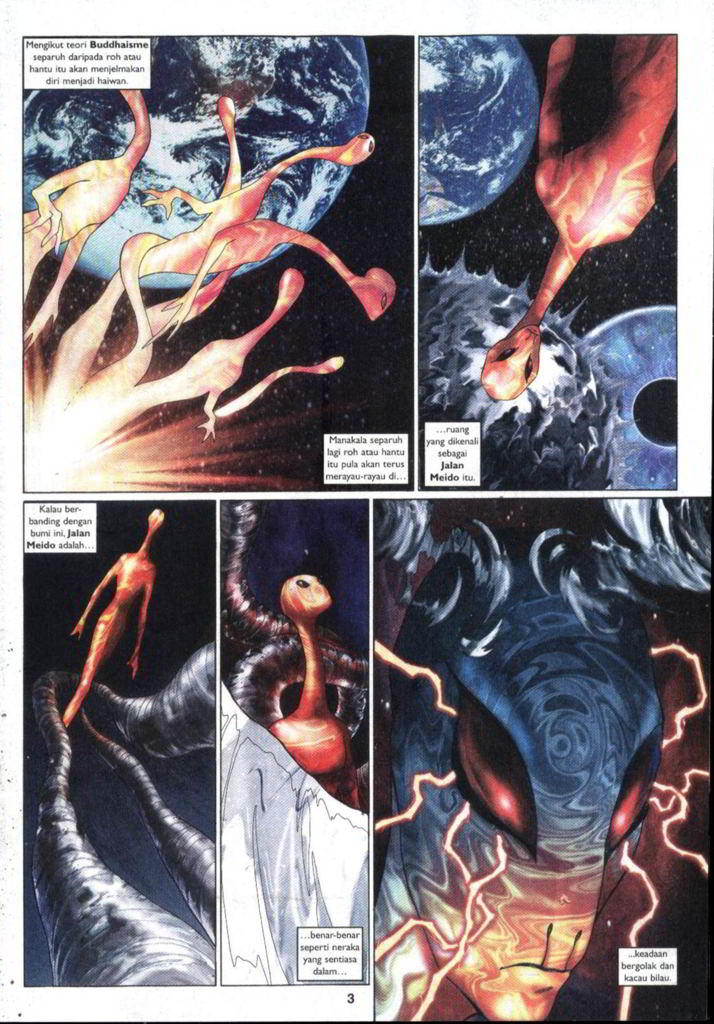 Mengikut teori Buddhaisme
separuh daripada roh atau
hantu itu akan menjelmakan
diri menjadi haiwan.
Manakala separuh
lagi roh atau hantu
itu pula akan terus
merayau-rayau di...
...ruang
yang dikenali
sebagai
Jalan
Meido itu.
Kalau ber-
banding dengan
bumi ini, Jalan
Meido adalah...
...benar-benar
seperti neraka
yang sentiasa
dalam...
...keadaan
bergolak dan
kacau bilau.
3